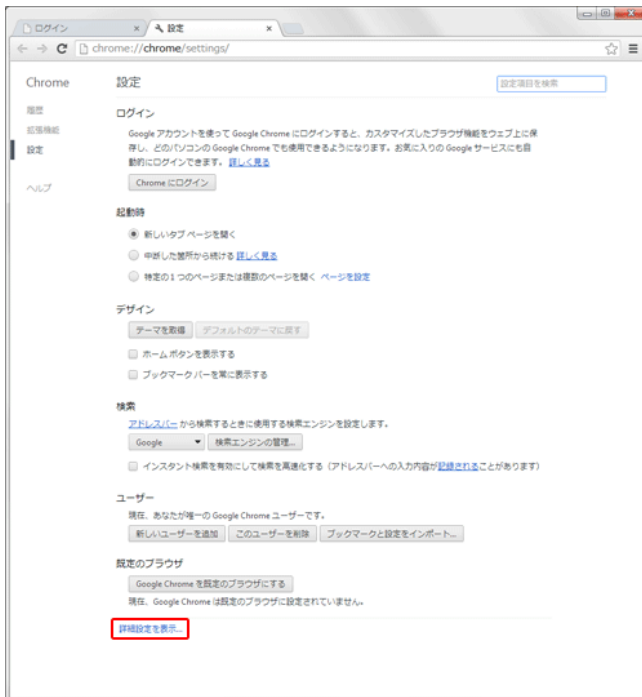 ログイン
設定
chrome://chrome/settings/
Chrome
設定
設定項目を検索
履歴
拡張機能
設定
ヘルプ
ログイン
Google アカウントを使って Google Chrome にログインすると、カスタマイズしたブラウザ機能をウェブ上に保
存し、どのパソコンの Google Chrome でも使用できるようになります。お気に入りの Google サービスにも自
動的にログインできます。 詳しく見る
Chrome にログイン
起動時
新しいタブ ページを開く
中断した箇所から続ける 詳しく見る
特定の 1 つのページまたは複数のページを開く ページを設定
デザイン
テーマを取得 デフォルトのテーマに戻す
ホーム ボタンを表示する
ブックマーク バーを常に表示する
検索
アドレスバー から検索するときに使用する検索エンジンを設定します。
Google 検索エンジンの管理...
インスタント検索を有効にして検索を高速化する（アドレスバーへの入力内容が記録されることがあります）
ユーザー
現在、あなたが唯一の Google Chrome ユーザーです。
新しいユーザーを追加 このユーザーを削除 ブックマークと設定をインポート...
既定のブラウザ
Google Chrome を既定のブラウザにする
現在、Google Chrome は既定のブラウザに設定されていません。
詳細設定を表示...